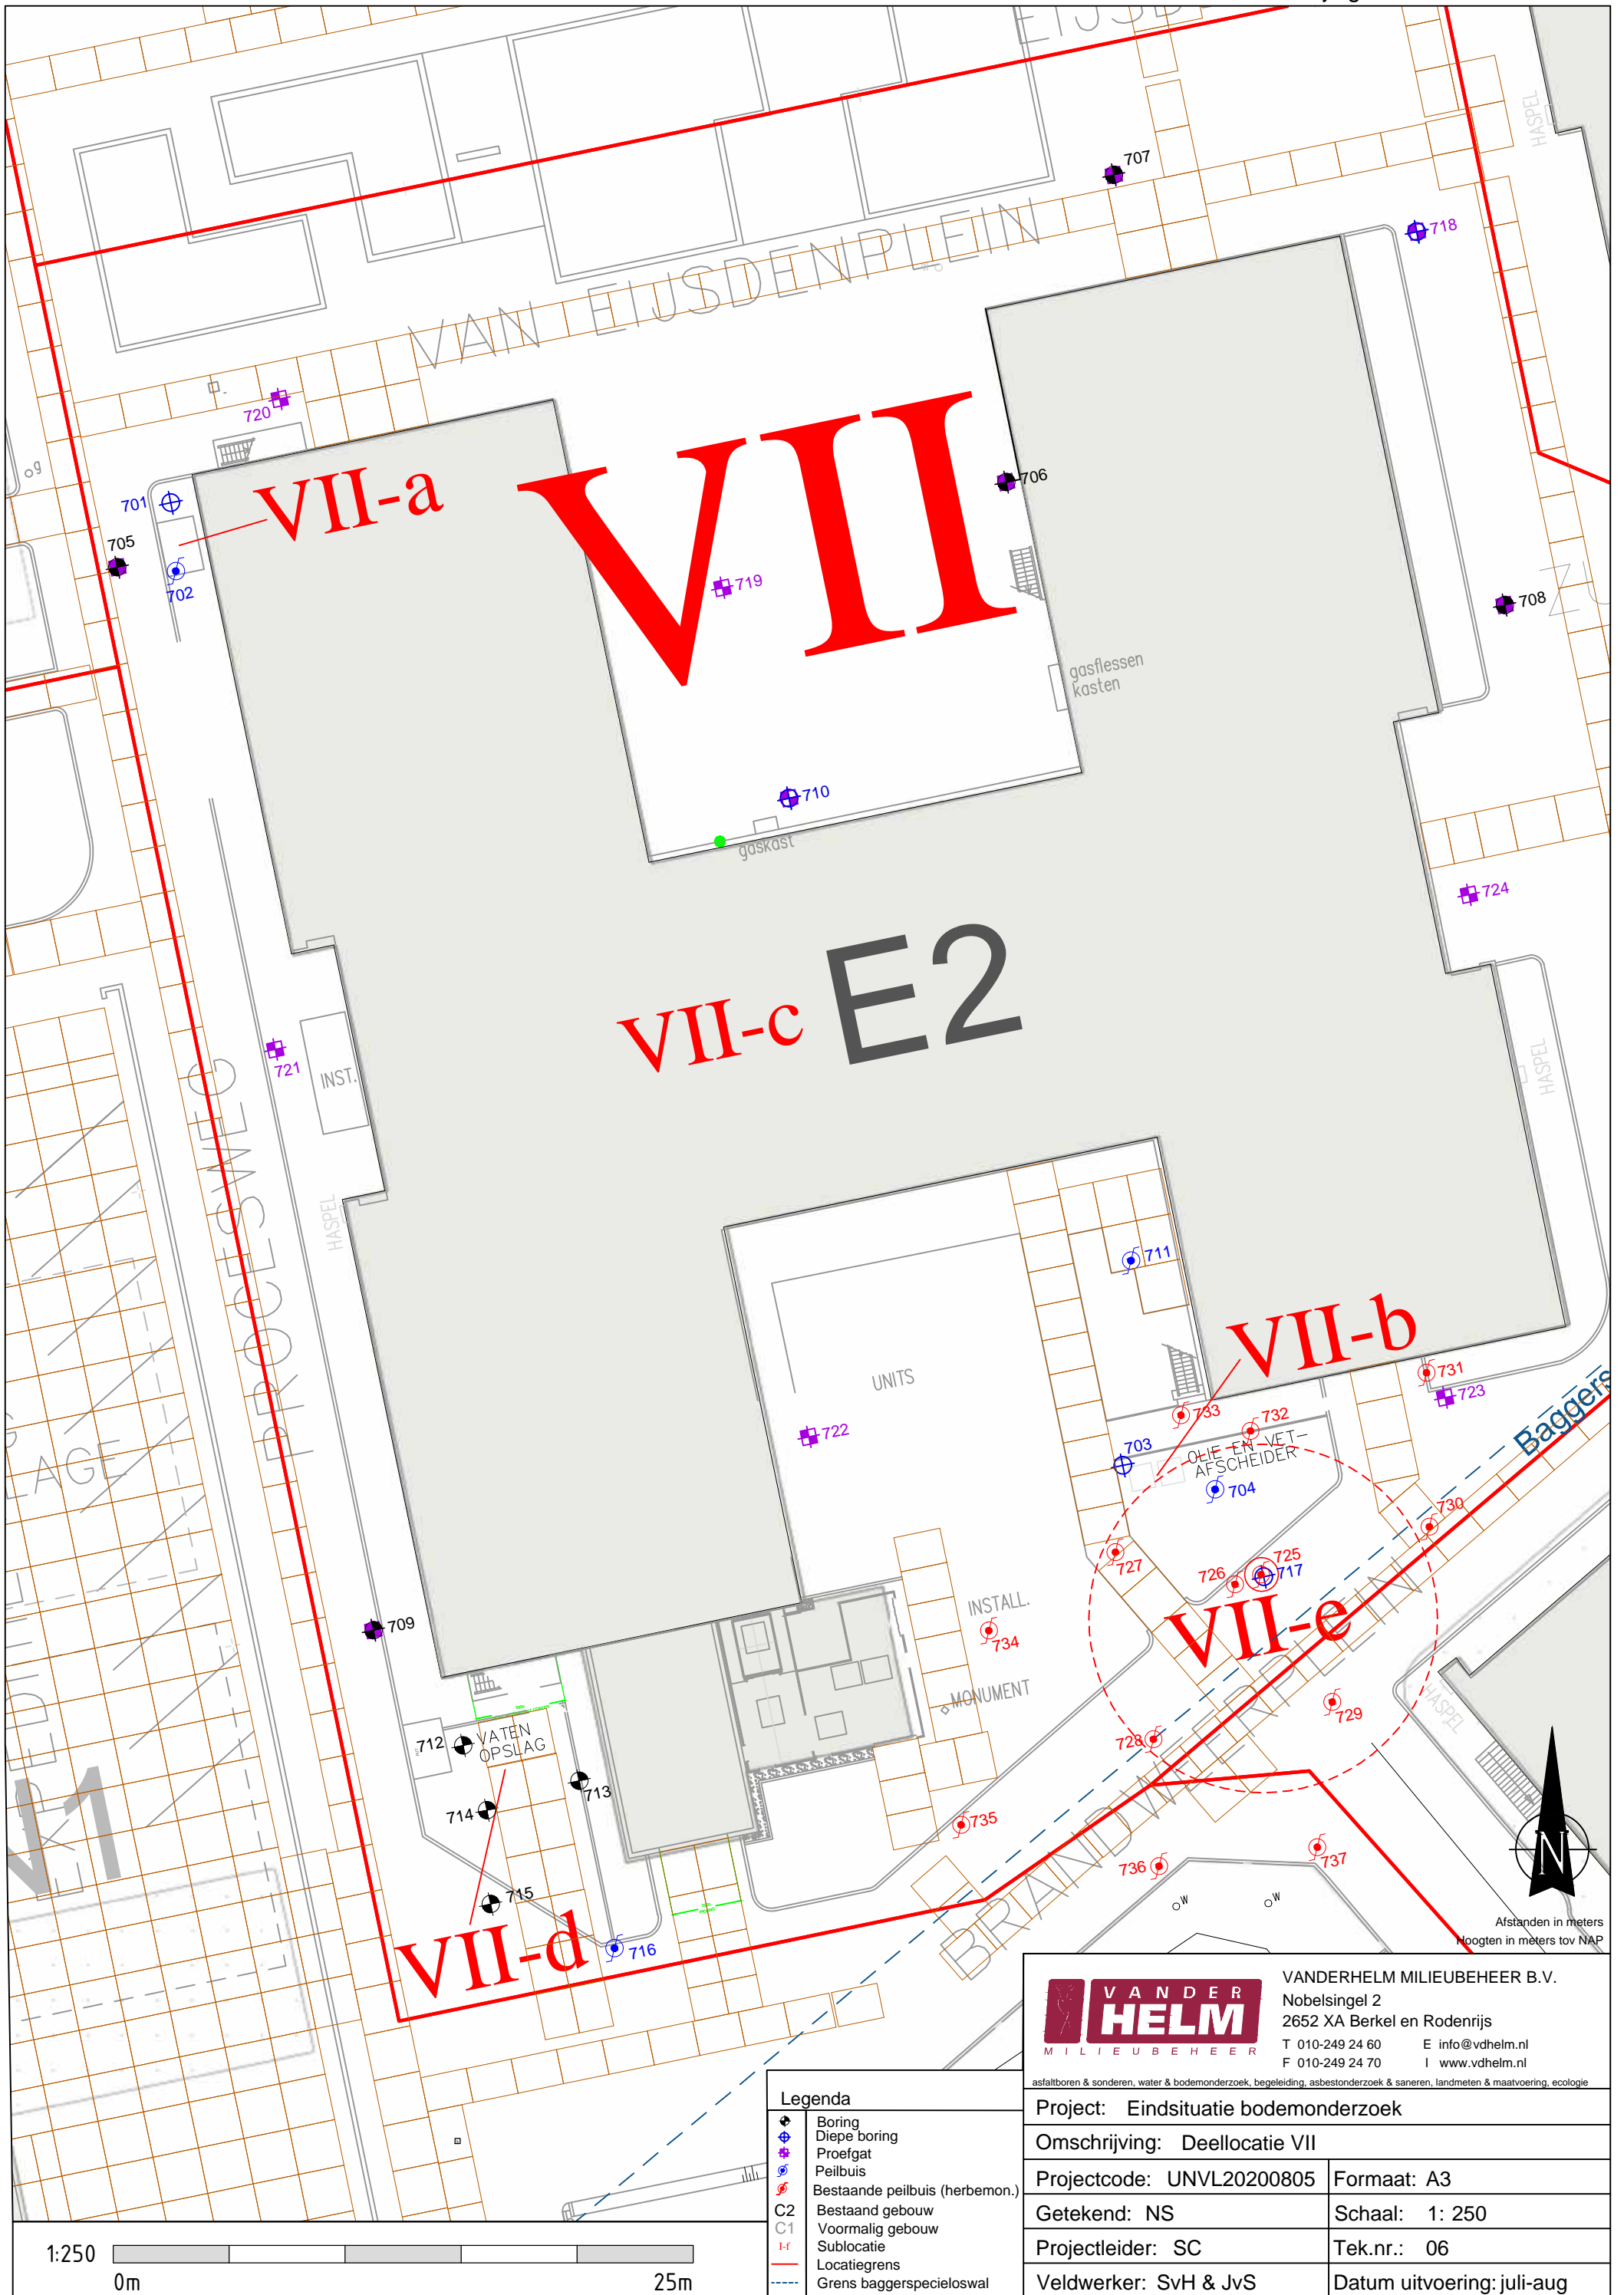 HASPEL
707
718
VAN EIJSDENPLEIN
720
VII
VII-a
701
706
705
719
702
708
gasflessen
kasten
710
gaskast
724
E2
VII-c
721
INST.
HASPEL
PROCESWEG
HASPEL
711
VII-b
UNITS
731
723
733
732
722
703
OLIE EN VET-
AFSCHEIDER
Baggers
704
730
727
725
726
717
INSTALL.
VII-e
709
734
MONUMENT
729
HASPEL
728
712
VATEN
OPSLAG
713
714
735
BRANDWEERPLEIN
736
737
715
W
W
N
VII-d
716
Afstanden in meters
Hoogten in meters tov NAP
VANDER
HELM
MILIEUBEHEER
VANDERHELM MILIEUBEHEER B.V.
Nobelsingel 2
2652 XA Berkel en Rodenrijs
T 010-249 24 60 E info@vdhelm.nl
F 010-249 24 70 I www.vdhelm.nl
asfaltboren & sonderen, water & bodemonderzoek, begeleiding, asbestonderzoek & saneren, landmeten & maatvoering, ecologie
Project: Eindsituatie bodemonderzoek
Omschrijving: Deellocatie VII
Projectcode: UNVL20200805 Formaat: A3
Getekend: NS Schaal: 1: 250
Projectleider: SC Tek.nr.: 06
Veldwerker: SvH & JvS Datum uitvoering: juli-aug
Legenda
Boring
Diepe boring
Proefgat
Peilbuis
Bestaande peilbuis (herbemon.)
C2 Bestaand gebouw
C1 Voormalig gebouw
I-f Sublocatie
Locatiegrens
Grens baggerspecieloswal
1:250
0m 25m